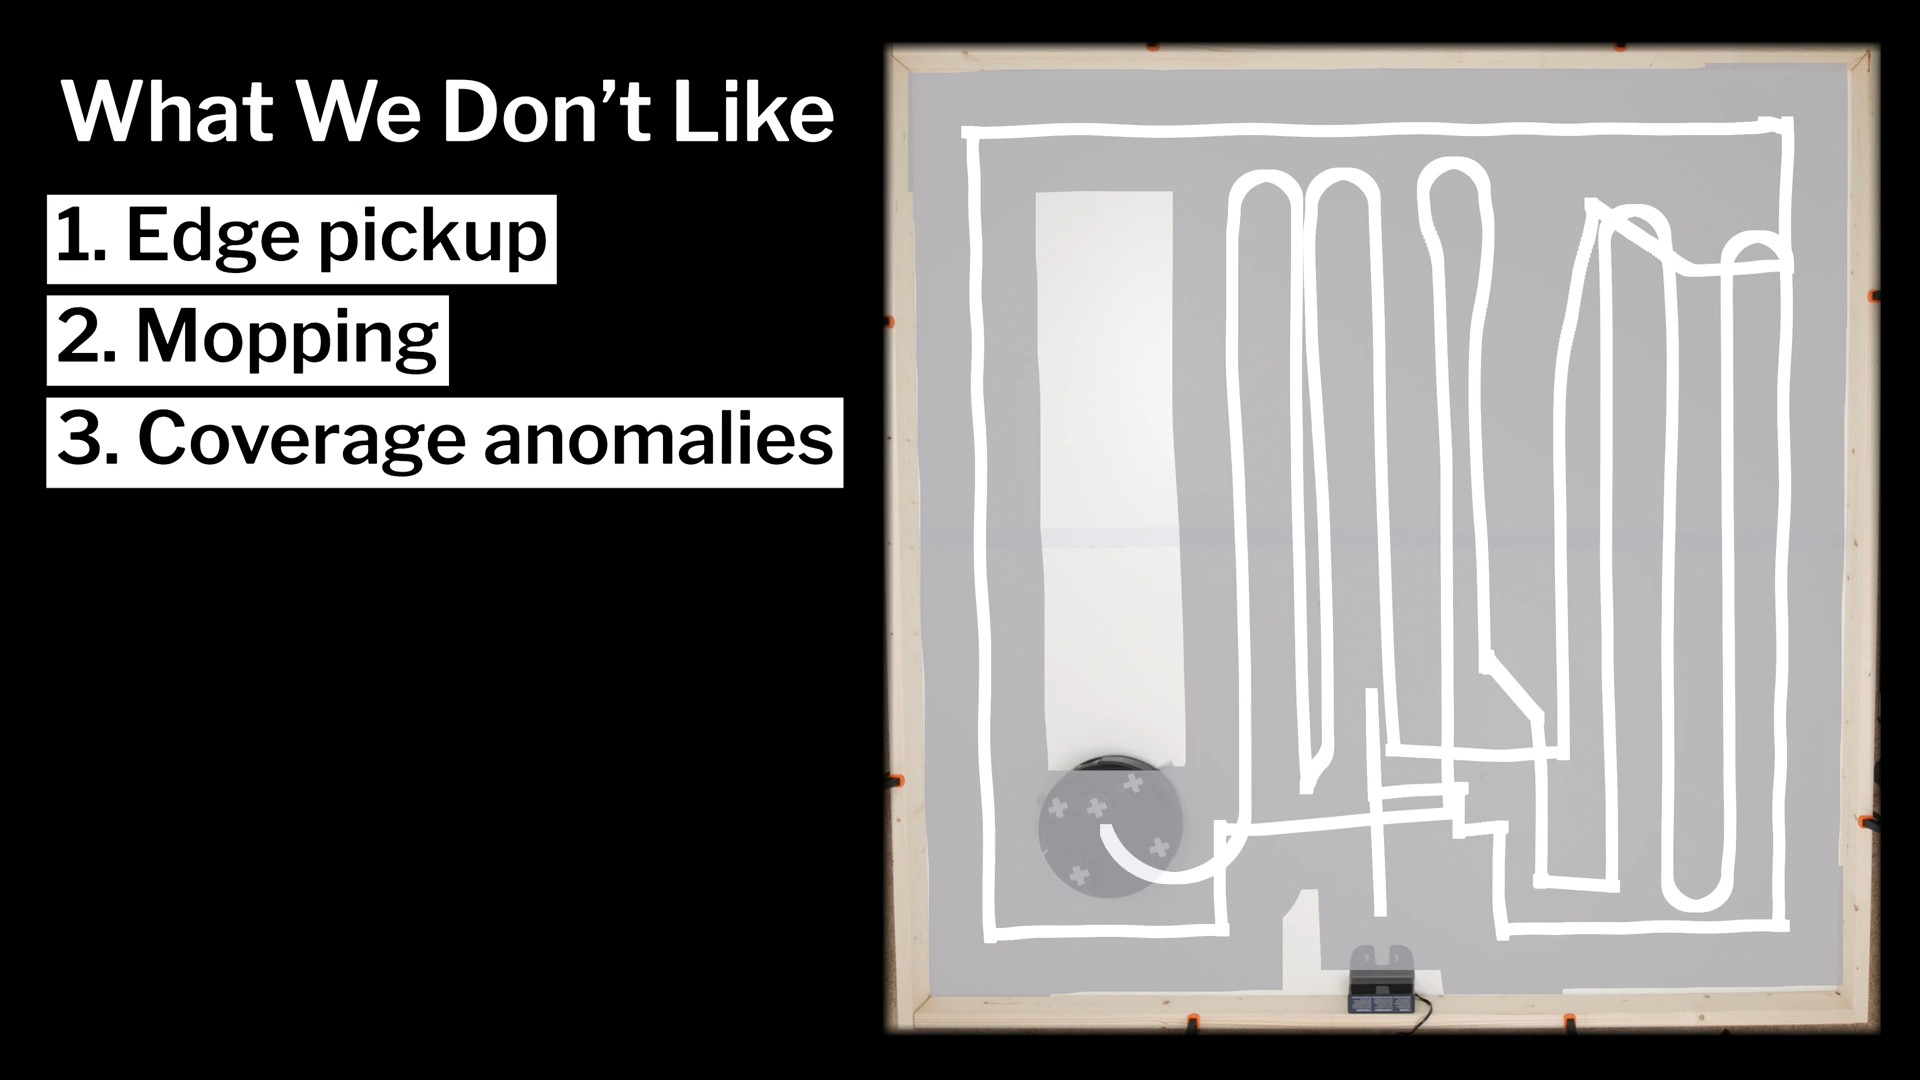 What We Don’t Like
1. Edge pickup
2. Mopping
3. Coverage anomalies